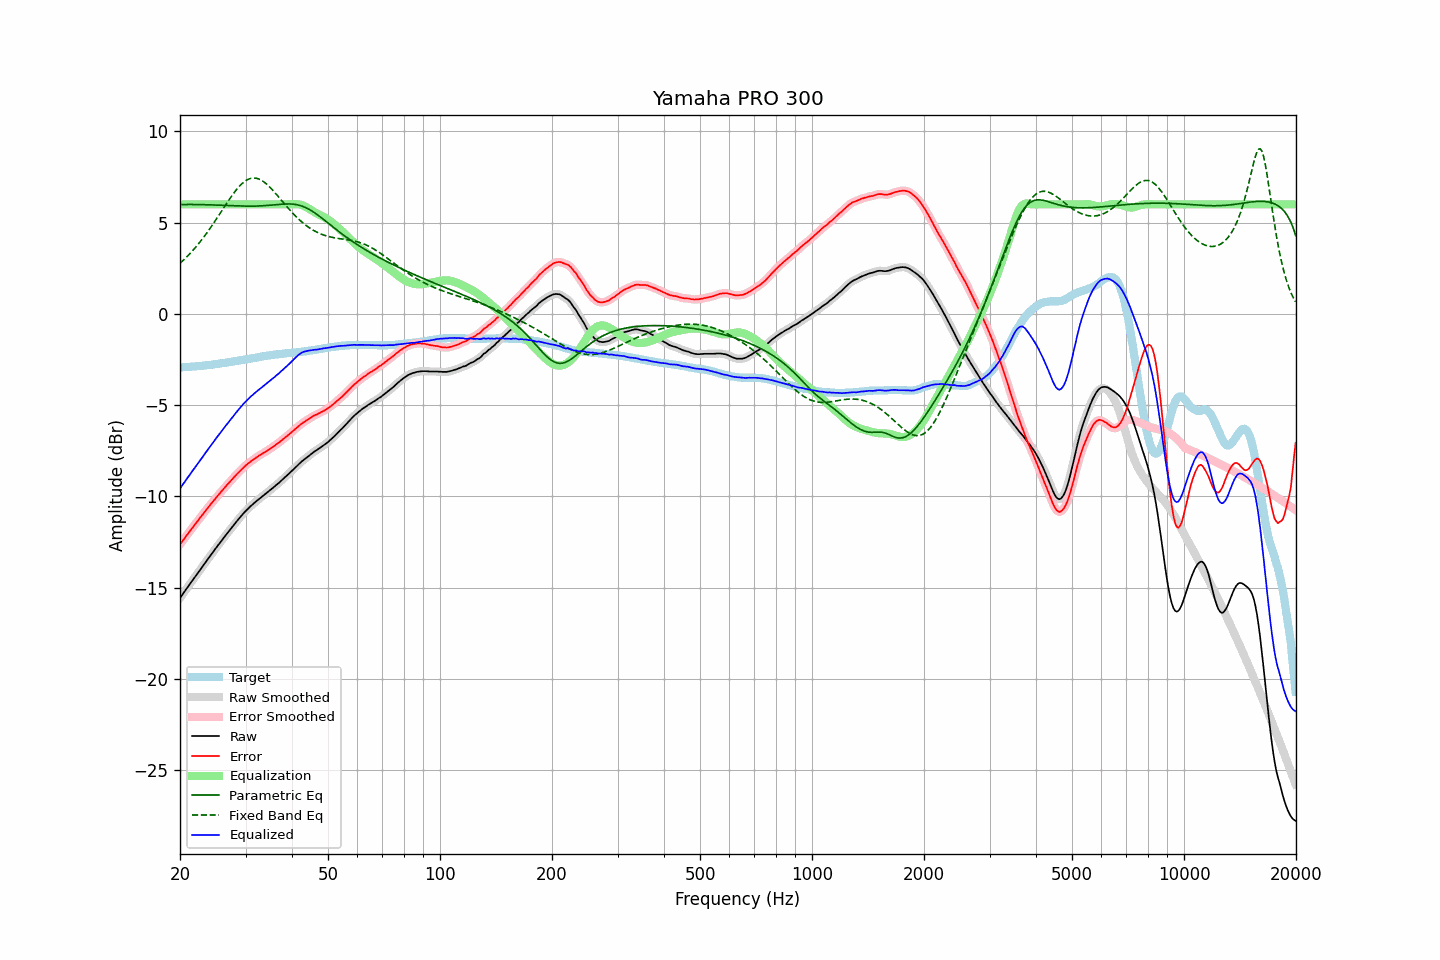 Yamaha PRO 300
Amplitude (dBr)
10
5
0
−5
−10
−15
−20
−25
Target
Raw Smoothed
Error Smoothed
Raw
Error
Equalization
Parametric Eq
Fixed Band Eq
Equalized
20 50 100 200 500 1000 2000 5000 10000 20000
Frequency (Hz)